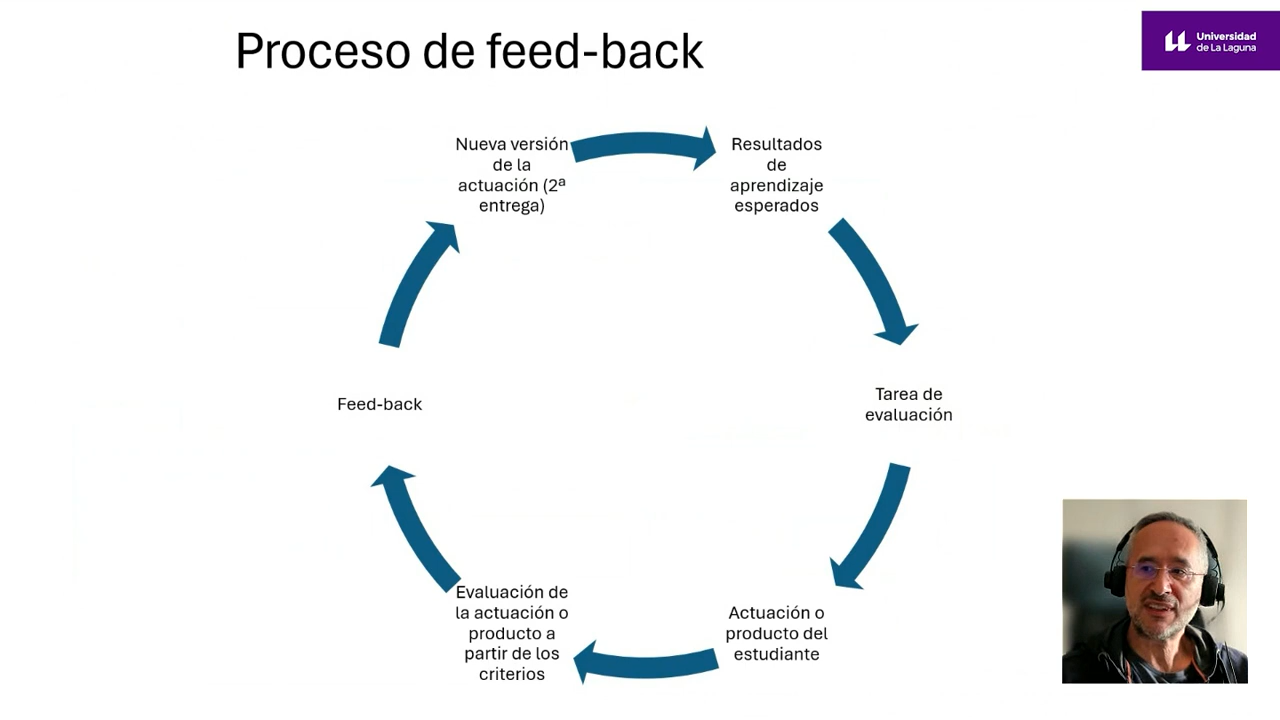 Proceso de feed-back
Universidad
de La Laguna
Nueva versión
de la
actuación (2ª
entrega)
Resultados
de
aprendizaje
esperados
Tarea de
evaluación
Actuación o
producto del
estudiante
Evaluación de
la actuación o
producto a
partir de los
criterios
Feed-back